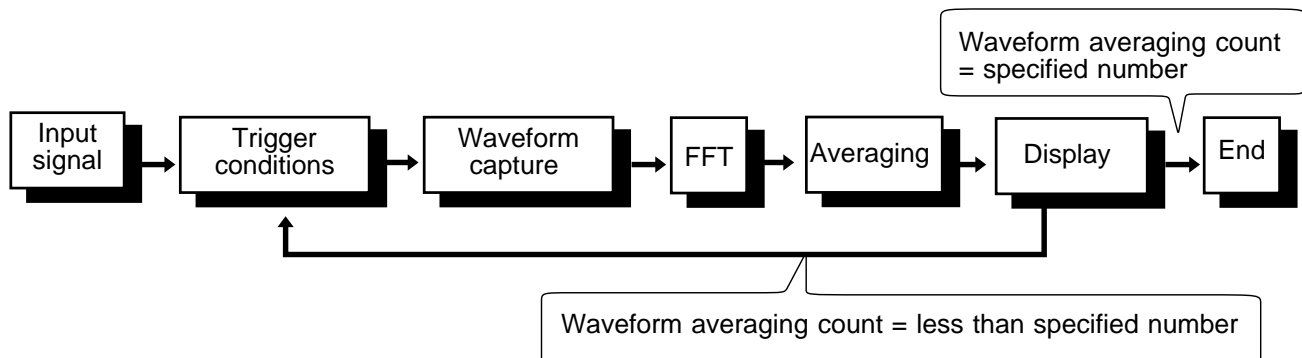 Waveform averaging count
= specified number
Input
signal
Trigger
conditions
Waveform
capture
FFT
Averaging
Display
End
Waveform averaging count = less than specified number